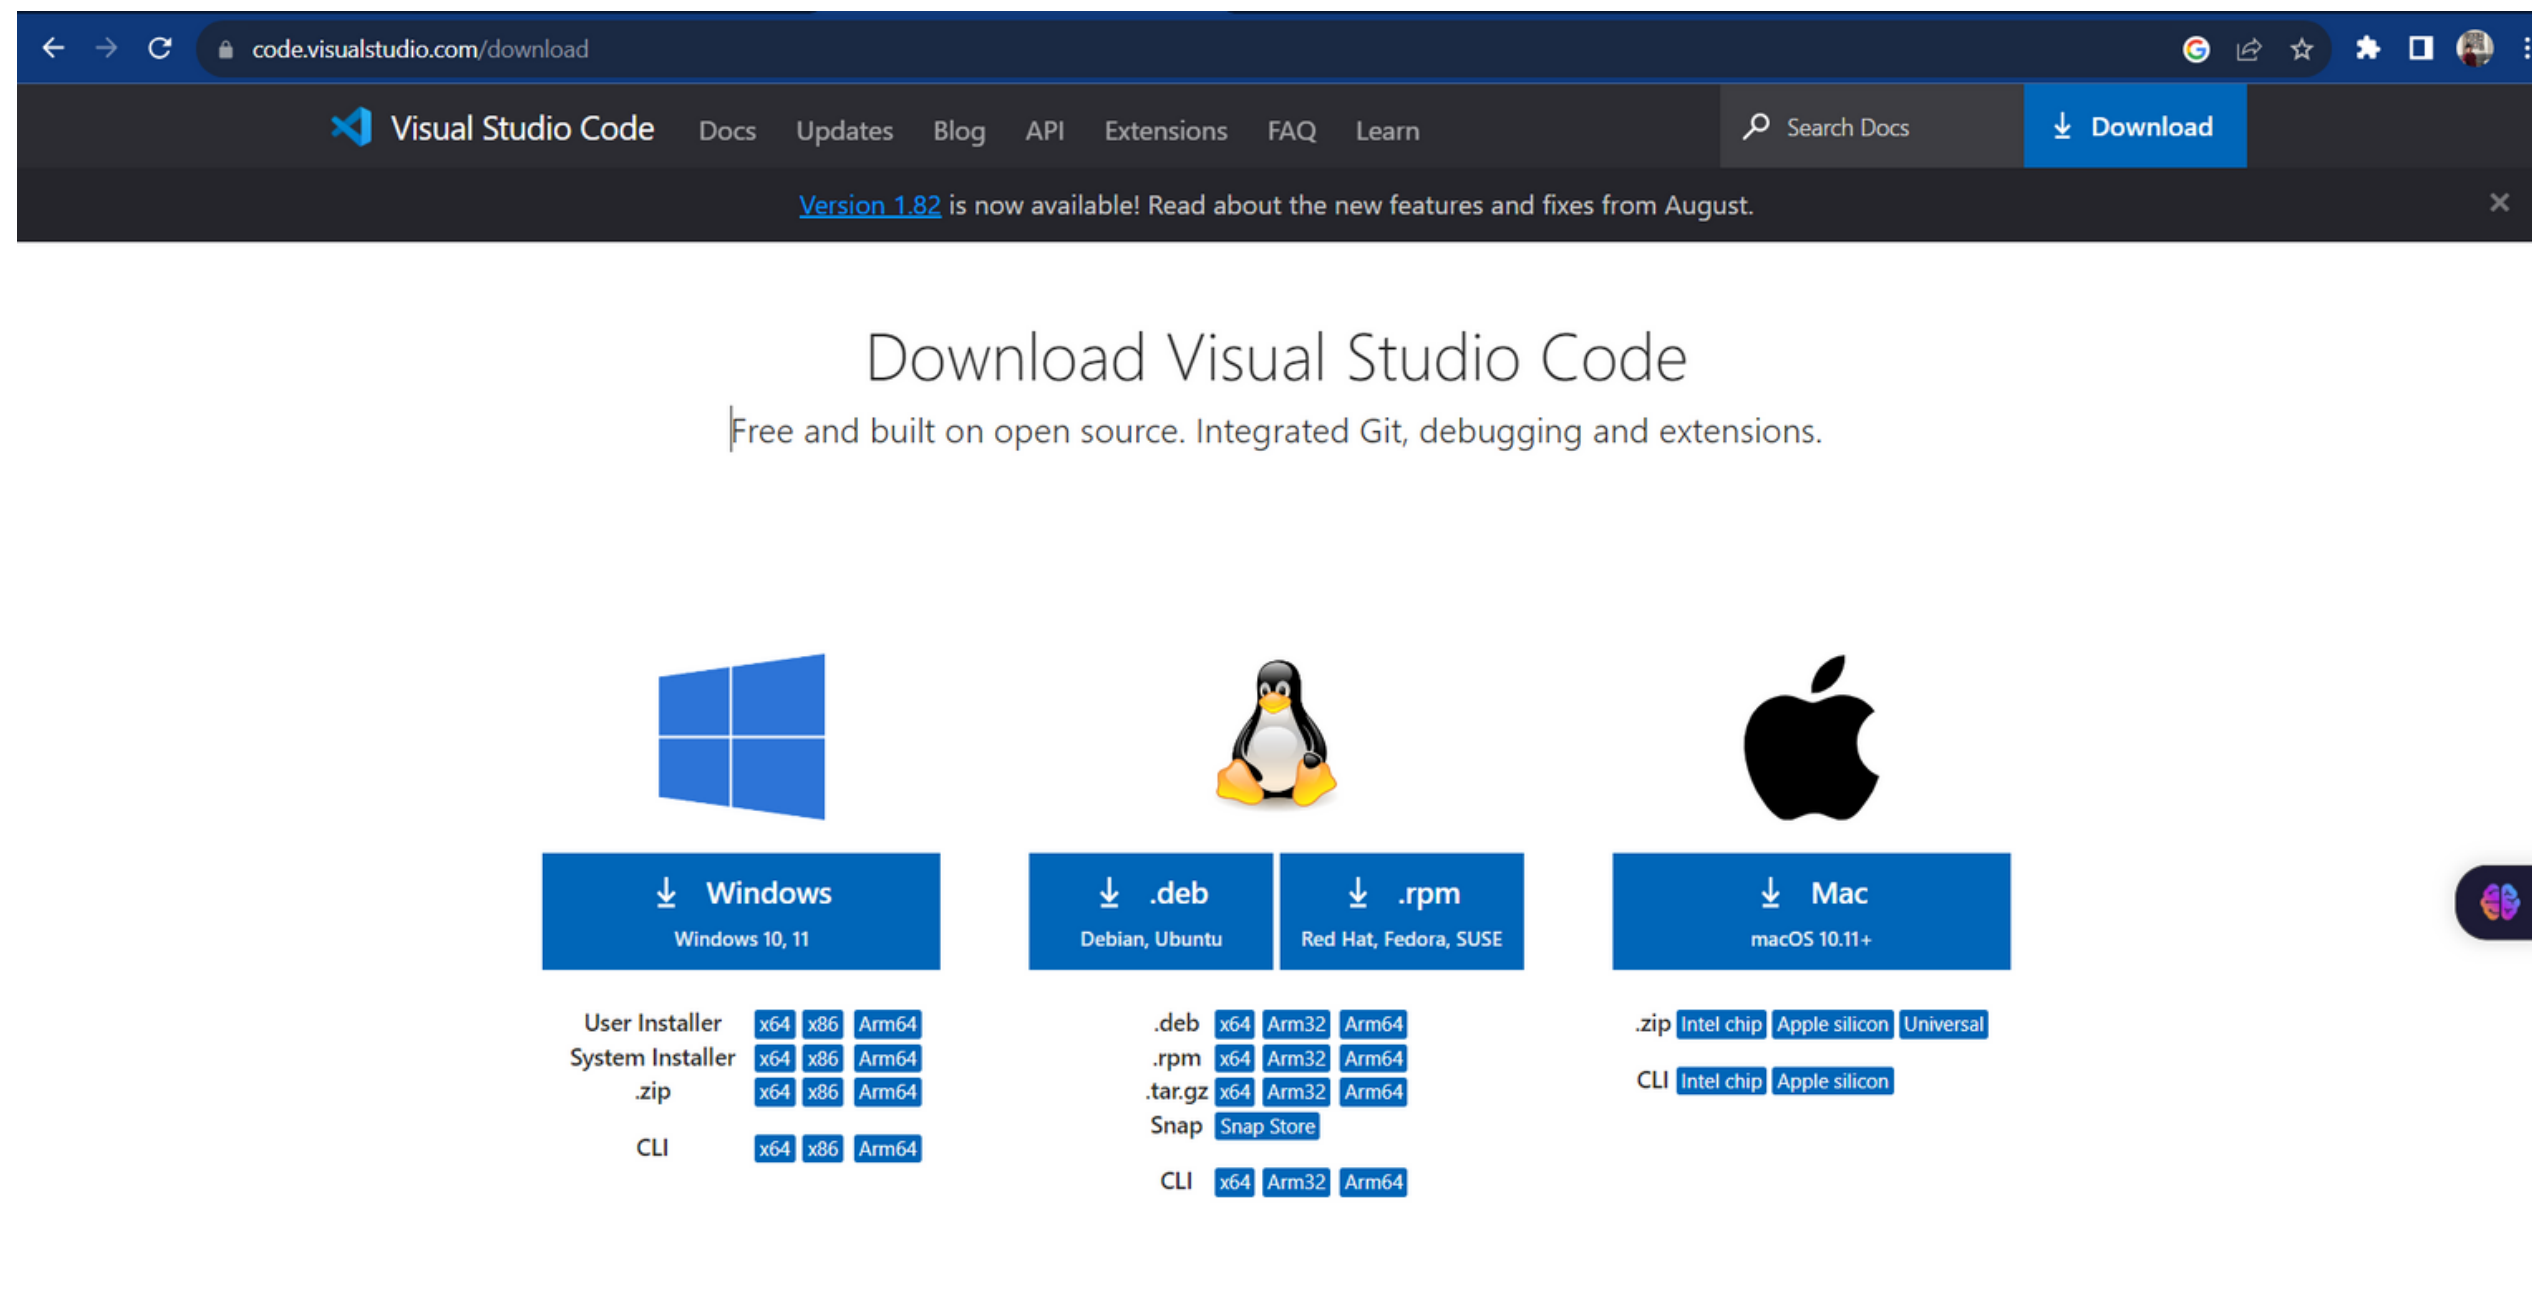 code.visualstudio.com/download
Visual Studio Code Docs Updates Blog API Extensions FAQ Learn Search Docs Download
Version 1.82 is now available! Read about the new features and fixes from August.
Download Visual Studio Code
Free and built on open source. Integrated Git, debugging and extensions.
Windows
Windows 10, 11
User Installer x64 x86 Arm64
System Installer x64 x86 Arm64
.zip x64 x86 Arm64
CLI x64 x86 Arm64
.deb
Debian, Ubuntu
.rpm
Red Hat, Fedora, SUSE
.deb x64 Arm32 Arm64
.rpm x64 Arm32 Arm64
.tar.gz x64 Arm32 Arm64
Snap Snap Store
CLI x64 Arm32 Arm64
Mac
macOS 10.11+
.zip Intel chip Apple silicon Universal
CLI Intel chip Apple silicon